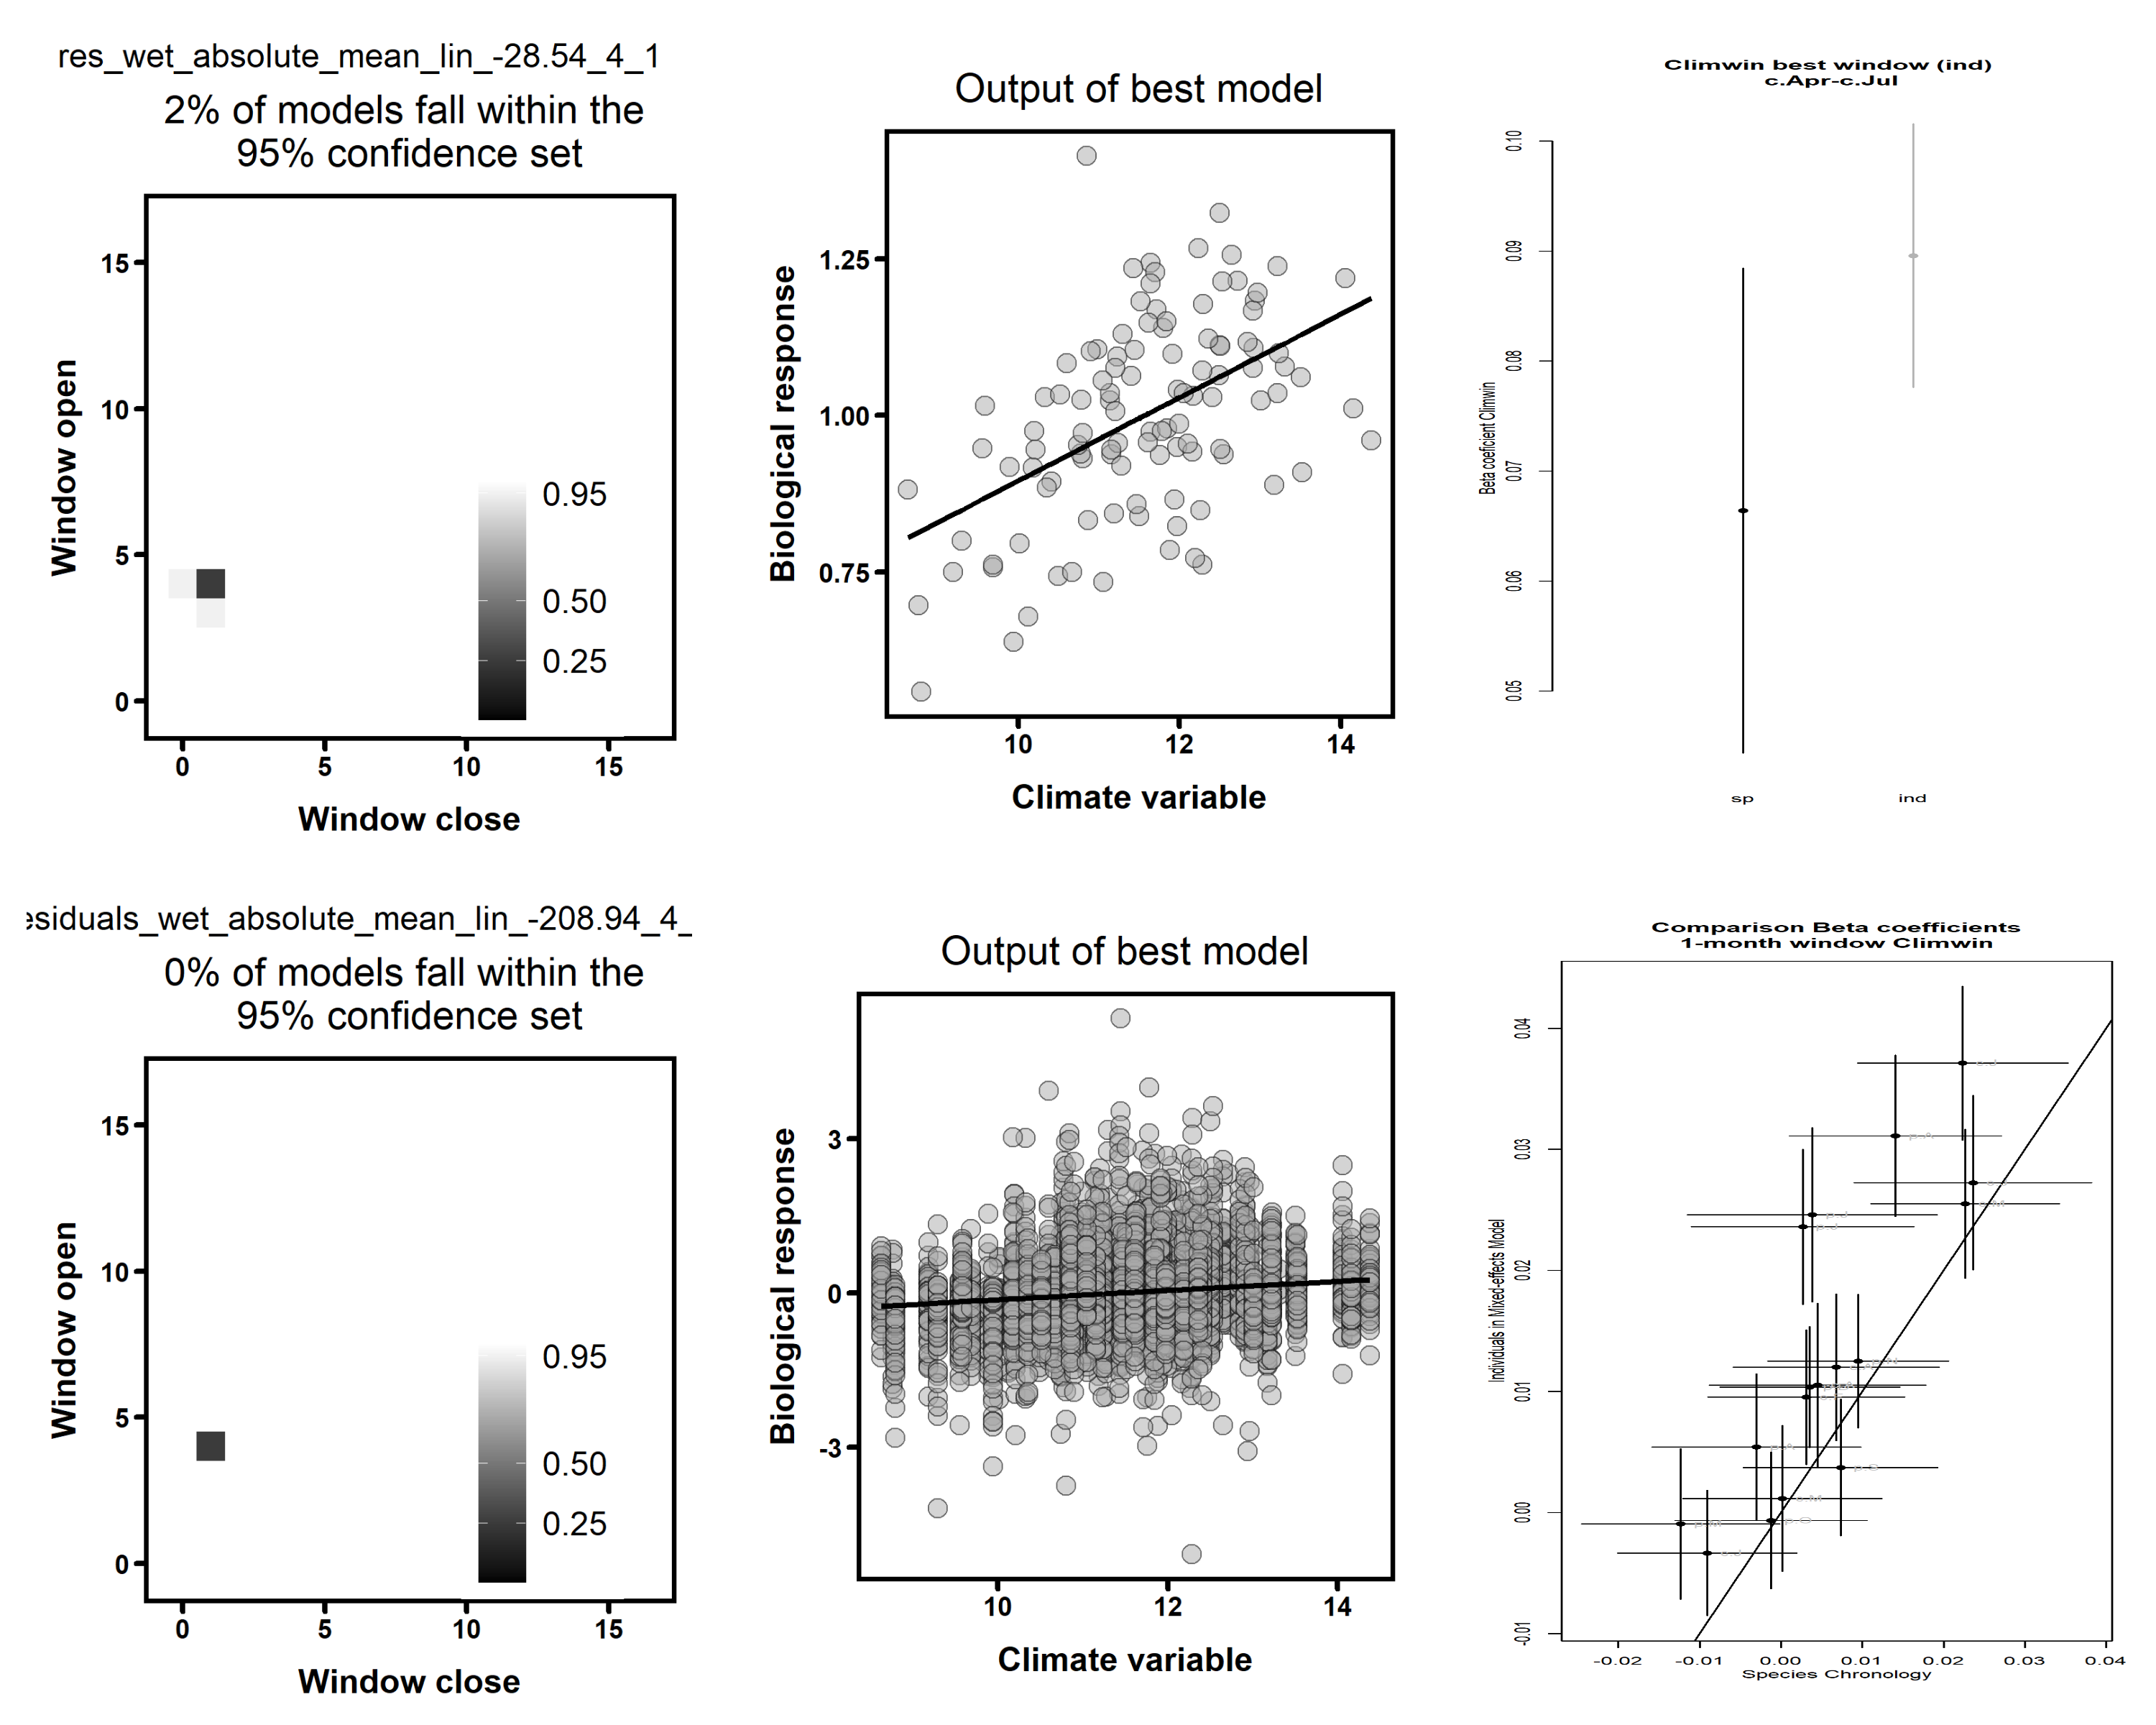 res_wet_absolute_mean_lin_-28.54_4_1
2% of models fall within the
95% confidence set
Window open
15
10
5
0
0.95
0.50
0.25
0
5
10
15
Window close
Output of best model
Biological response
1.25
1.00
0.75
10
12
14
Climate variable
Climwin best window (ind)
c.Apr-c.Jul
Beta coeficient Climwin
0.10
0.09
0.08
0.07
0.06
0.05
sp
ind
esiduals_wet_absolute_mean_lin_-208.94_4_
0% of models fall within the
95% confidence set
Window open
15
10
5
0
0.95
0.50
0.25
0
5
10
15
Window close
Output of best model
Biological response
3
0
-3
10
12
14
Climate variable
Comparison Beta coefficients
1-month window Climwin
Individuals in Mixed-effects Model
0.04
0.03
0.02
0.01
0.00
-0.01
c.J
p.A
c.M
p.J
p.J
p.S
c.M
p.O
p.M
c.J
-0.02
-0.01
0.00
0.01
0.02
0.03
0.04
Species Chronology